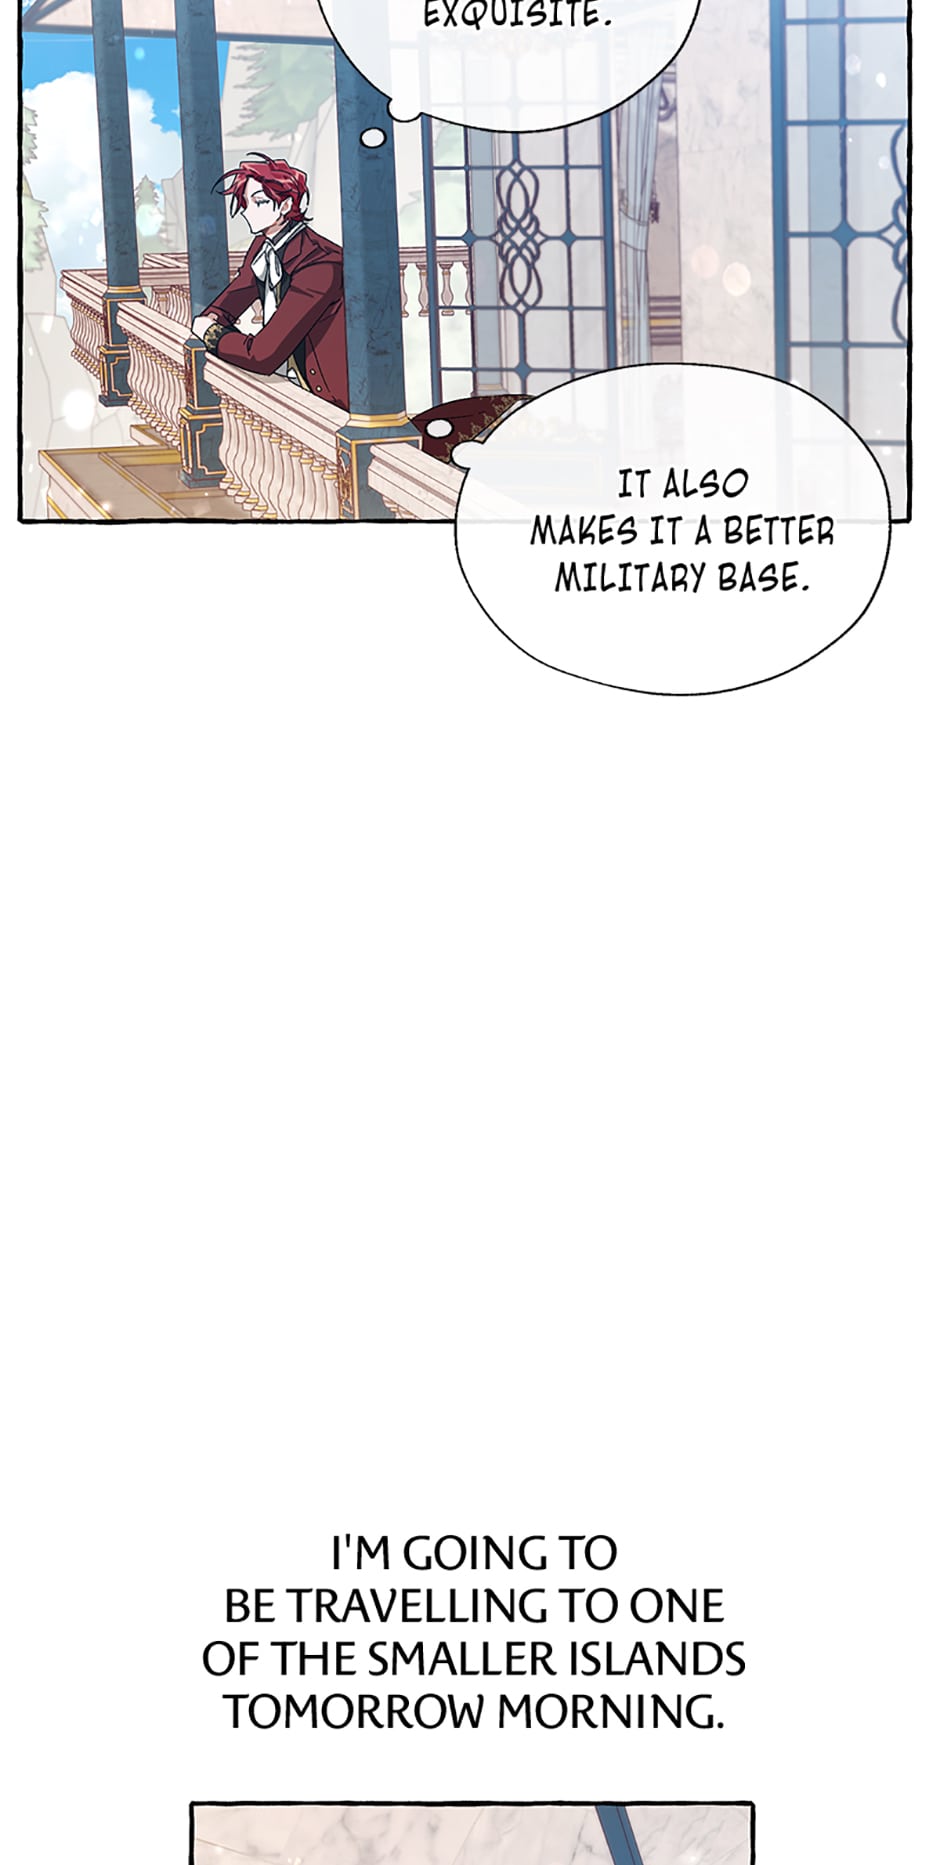 EXQUISITE.
IT ALSO
MAKES IT A BETTER
MILITARY BASE.
I'M GOING TO
BE TRAVELLING TO ONE
OF THE SMALLER ISLANDS
TOMORROW MORNING.